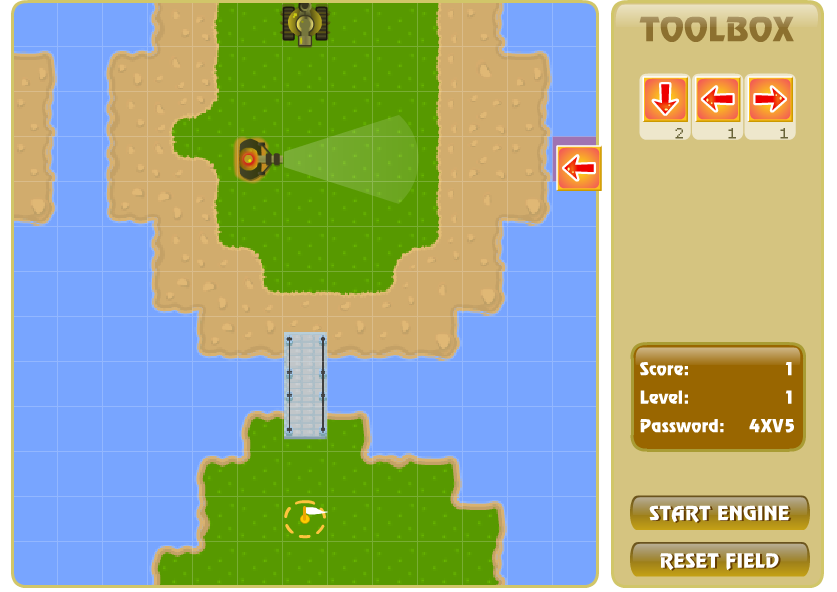 TOOLBOX
2 1 1
Score: 1
Level: 1
Password: 4XV5
START ENGINE
RESET FIELD